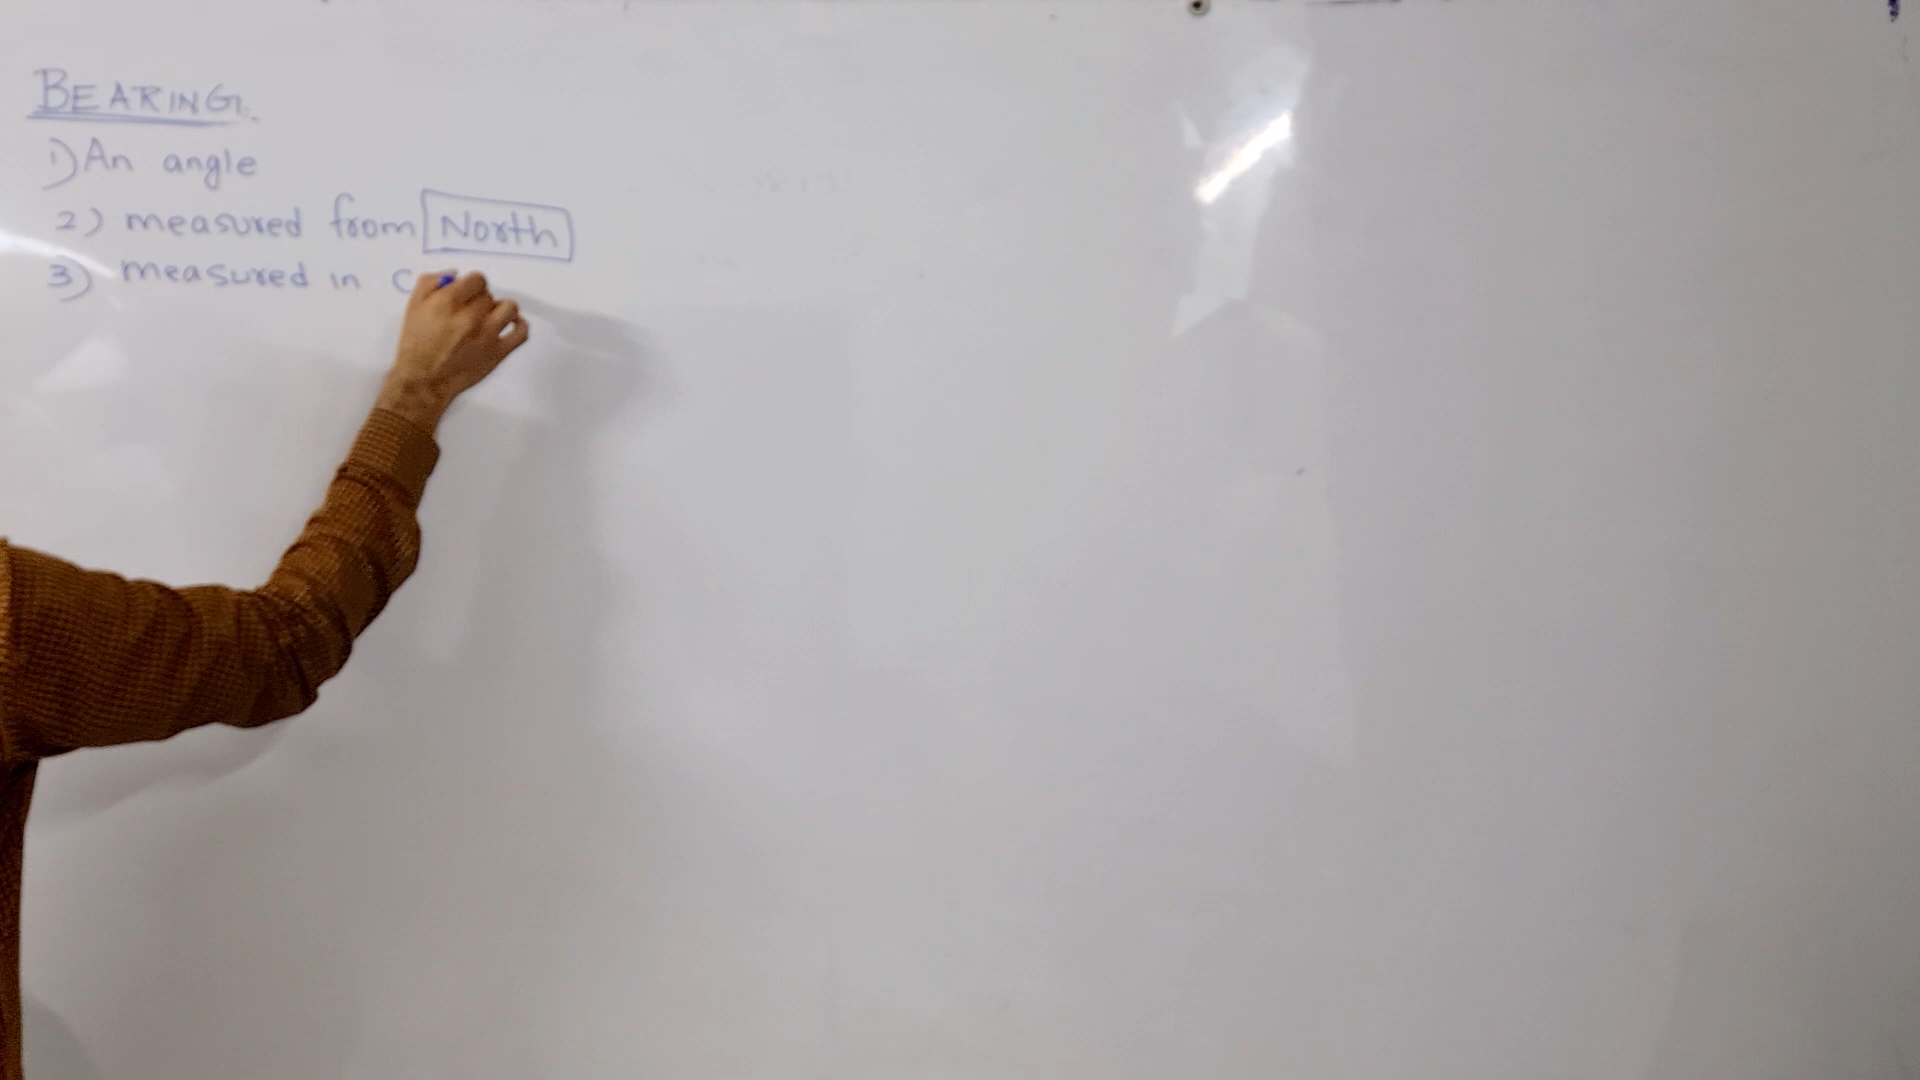 BEARING.
1) An angle
2) measured from North
3) measured in c